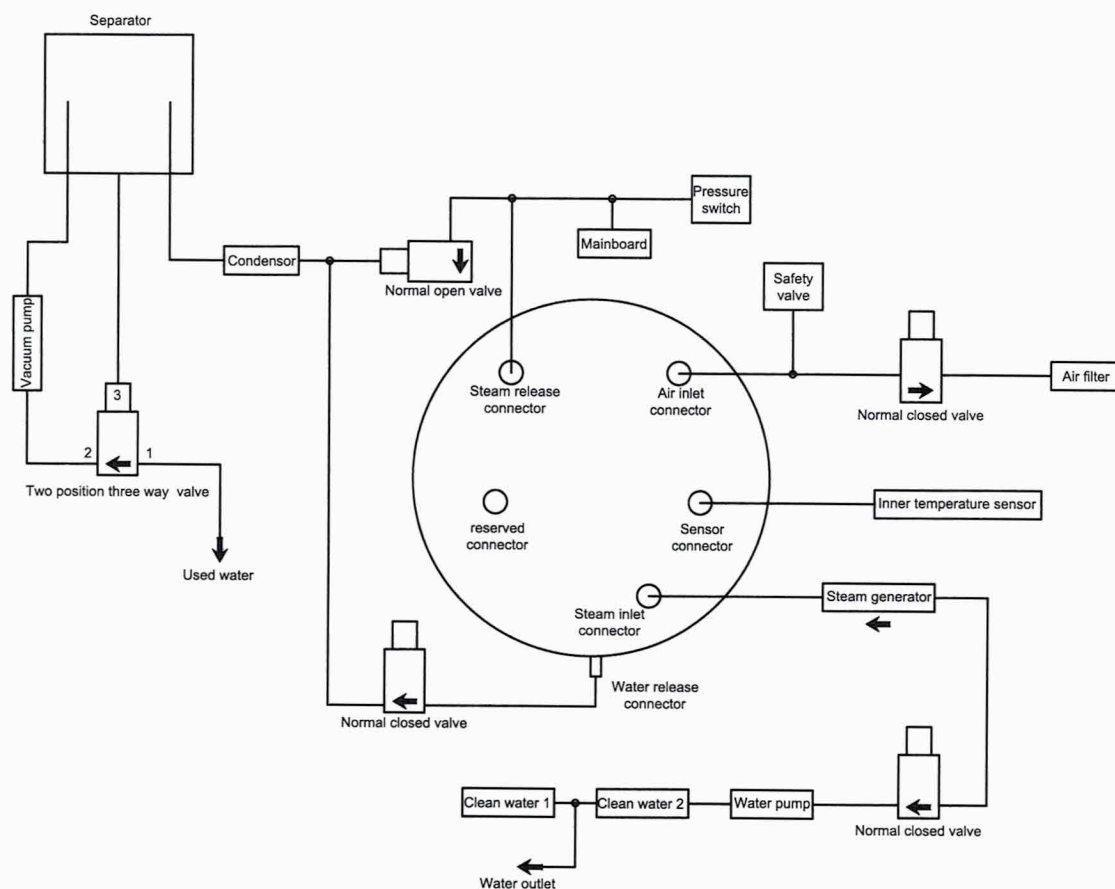 Separator
Pressure
switch
Mainboard
Condensor
Normal open valve
Safety
valve
Vacuum pump
Steam release
connector
Air inlet
connector
Air filter
Normal closed valve
3
2
1
Two position three way valve
Used water
reserved
connector
Sensor
connector
Inner temperature sensor
Steam inlet
connector
Steam generator
Water release
connector
Normal closed valve
Clean water 1
Clean water 2
Water pump
Normal closed valve
Water outlet